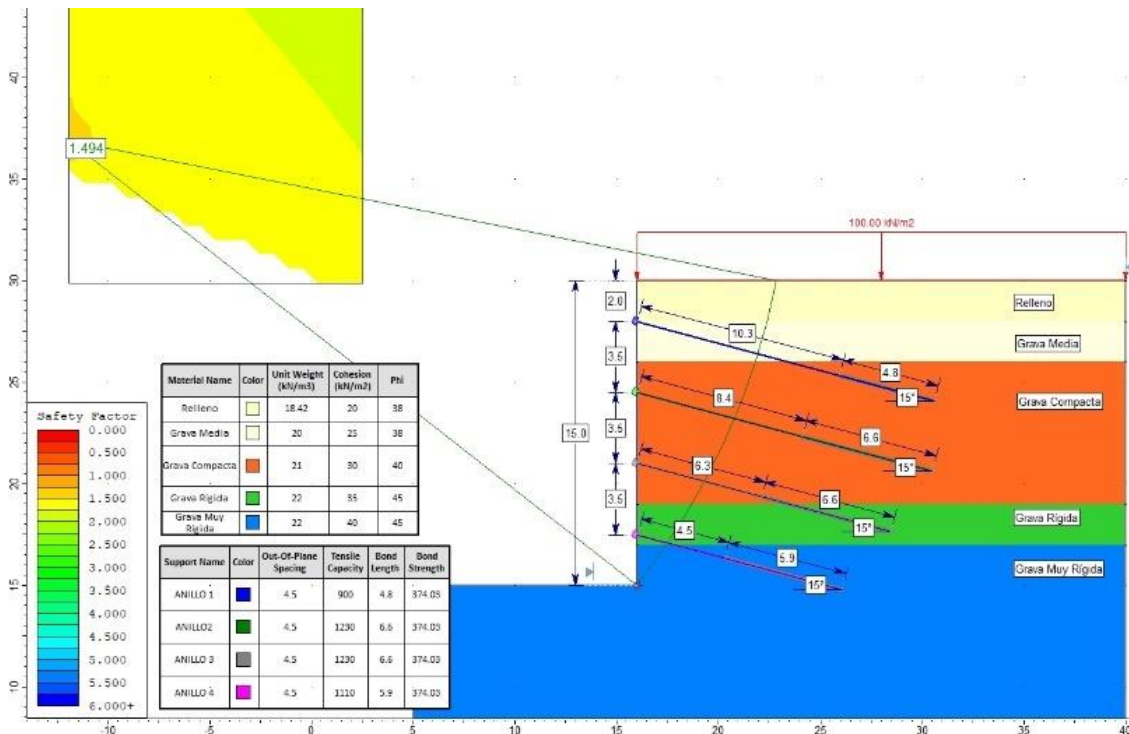 40
35
30
25
20
15
10
1.494
100.00 kN/m2
2.0
3.5
3.5
3.5
15.0
10.3
4.8
15°
8.4
6.6
15°
6.3
6.6
15°
4.5
5.9
15°
Relleno
Grava Media
Grava Compacta
Grava Rígida
Grava Muy Rígida
Material Name Color Unit Weight (kN/m3) Cohesion (kN/m2) Phi
Relleno 18.42 20 38
Grava Media 20 25 38
Grava Compacta 21 30 40
Grava Rígida 22 35 45
Grava Muy Rígida 22 40 45
Support Name Color Out-Of-Plane Spacing Tensile Capacity Bond Length Bond Strength
ANILLO 1 4.5 900 4.8 374.03
ANILLO2 4.5 1230 6.6 374.03
ANILLO 3 4.5 1230 6.6 374.03
ANILLO 4 4.5 1110 5.9 374.03
Safety Factor
0.000
0.500
1.000
1.500
2.000
2.500
3.000
3.500
4.000
4.500
5.000
5.500
6.000+
-10 -5 0 5 10 15 20 25 30 35 40